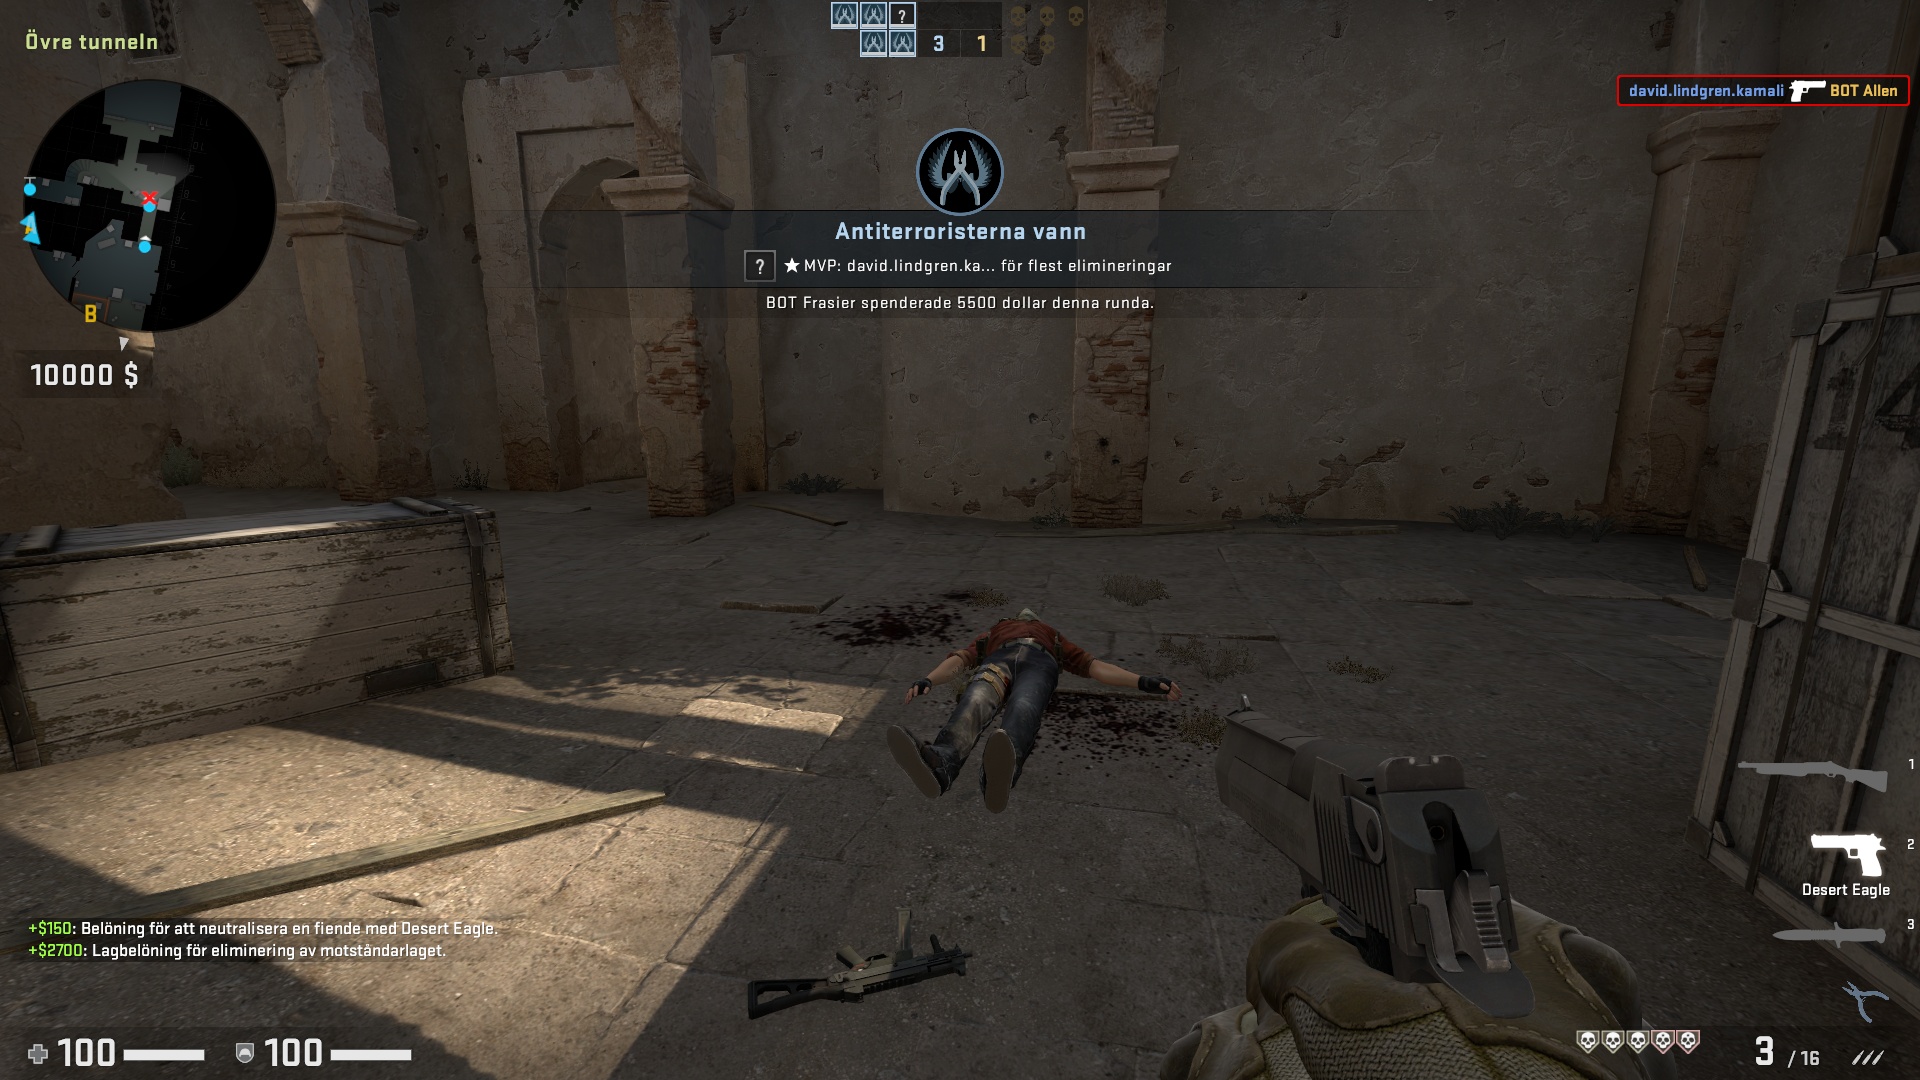 Övre tunneln
?
3 1
david.lindgren.kamali BOT Allen
Antiterroristerna vann
? ★ MVP: david.lindgren.ka... för flest elimineringar
BOT Frasier spenderade 5500 dollar denna runda.
B
10000 $
1
2
Desert Eagle
3
+$150: Belöning för att neutralisera en fiende med Desert Eagle.
+$2700: Lagbelöning för eliminering av motståndarlaget.
100 100
3 / 16